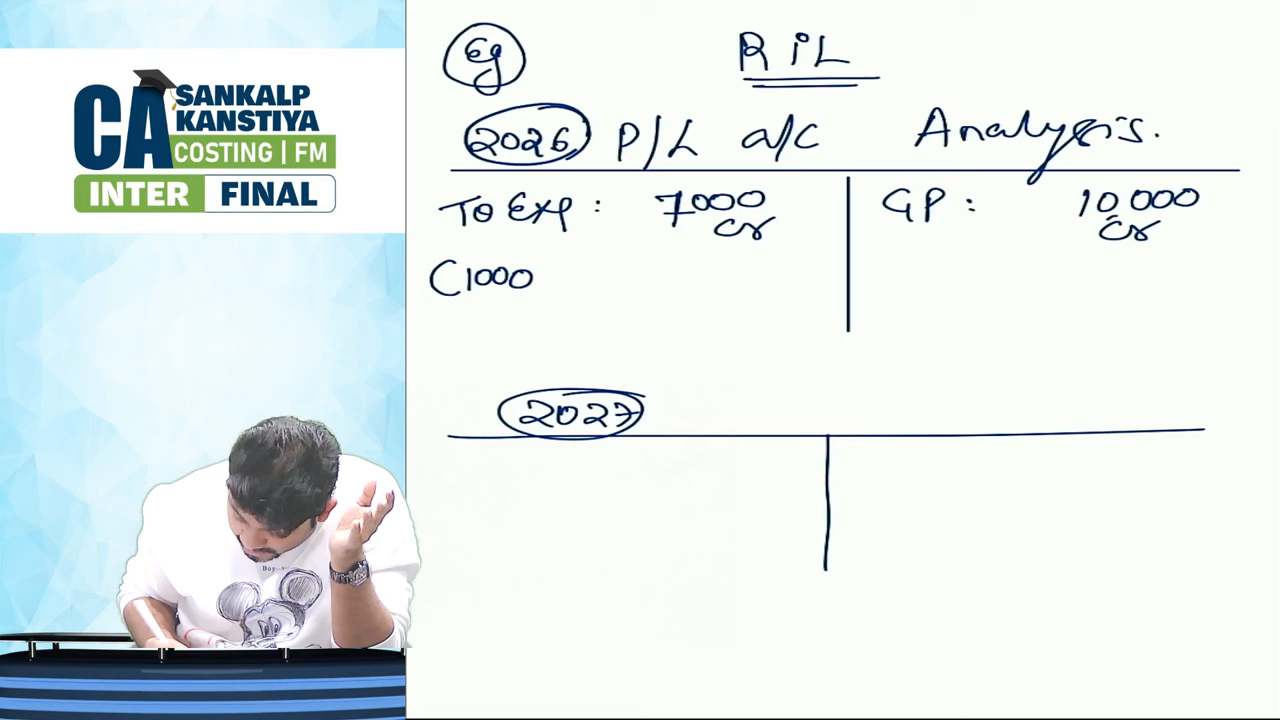 CA SANKALP KANSTIYA
COSTING | FM
INTER FINAL
Eg RIL
2026 P/L a/c Analysis.
To Exp : 7000 cr GP : 10,000 cr
(1000
2027